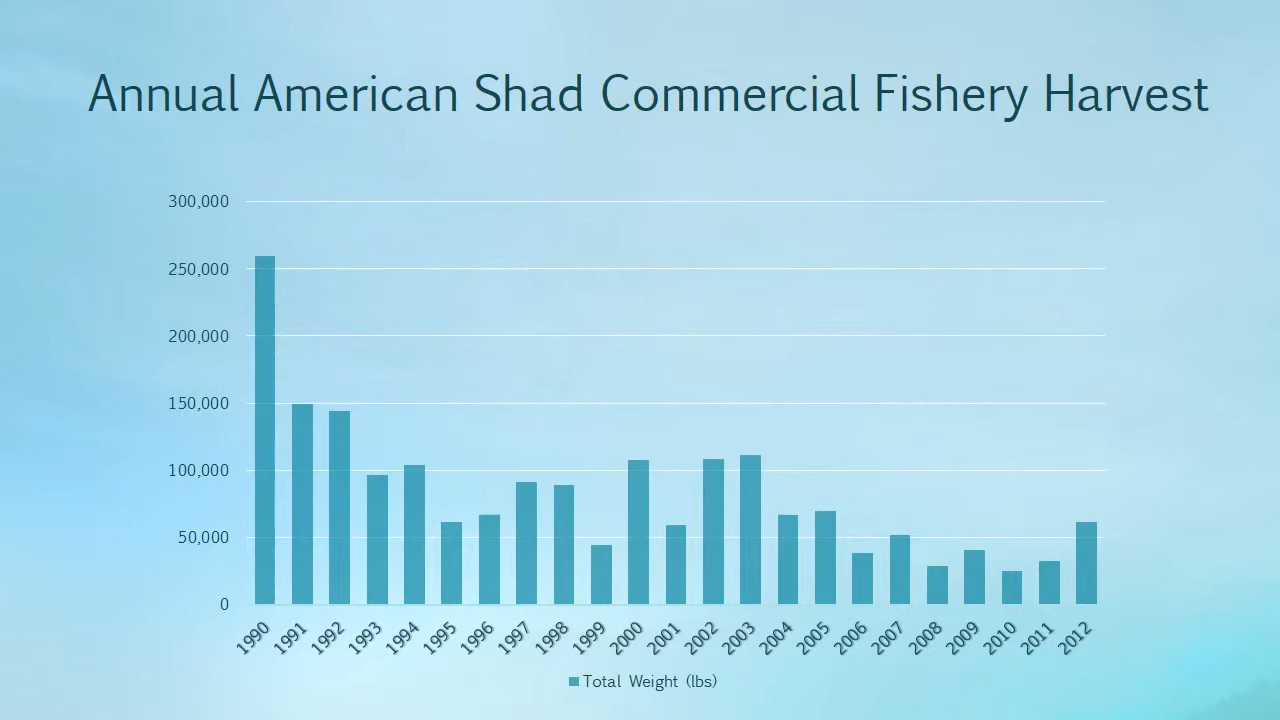 Annual American Shad Commercial Fishery Harvest
300,000
250,000
200,000
150,000
100,000
50,000
0
1990 1991 1992 1993 1994 1995 1996 1997 1998 1999 2000 2001 2002 2003 2004 2005 2006 2007 2008 2009 2010 2011 2012
Total Weight (lbs)